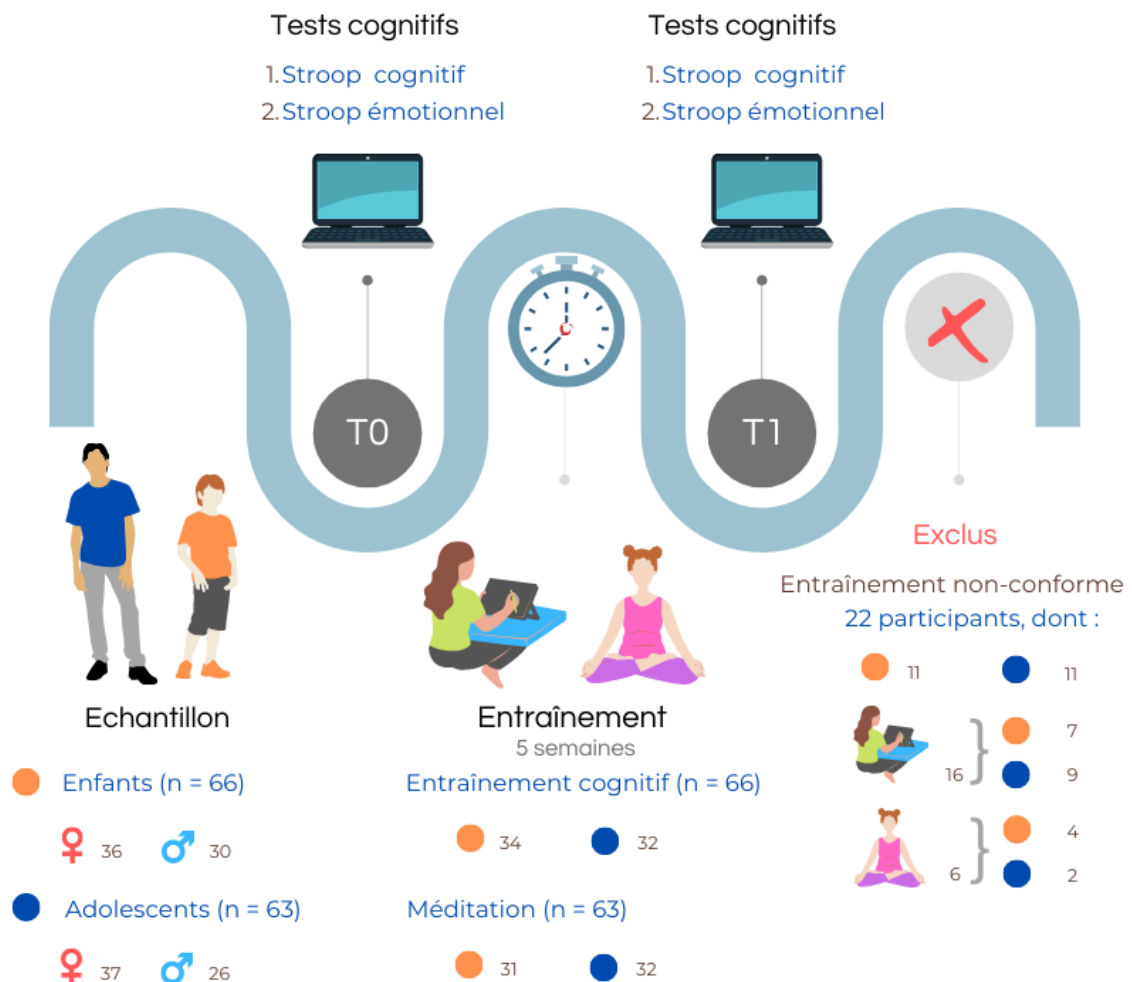 Tests cognitifs
1. Stroop cognitif
2. Stroop émotionnel
Tests cognitifs
1. Stroop cognitif
2. Stroop émotionnel
T0
T1
Echantillon
Enfants (n = 66)
36
30
Adolescents (n = 63)
37
26
Entraînement
5 semaines
Entraînement cognitif (n = 66)
34
32
Méditation (n = 63)
31
32
Exclus
Entraînement non-conforme
22 participants, dont :
11
11
16
7
9
6
4
2